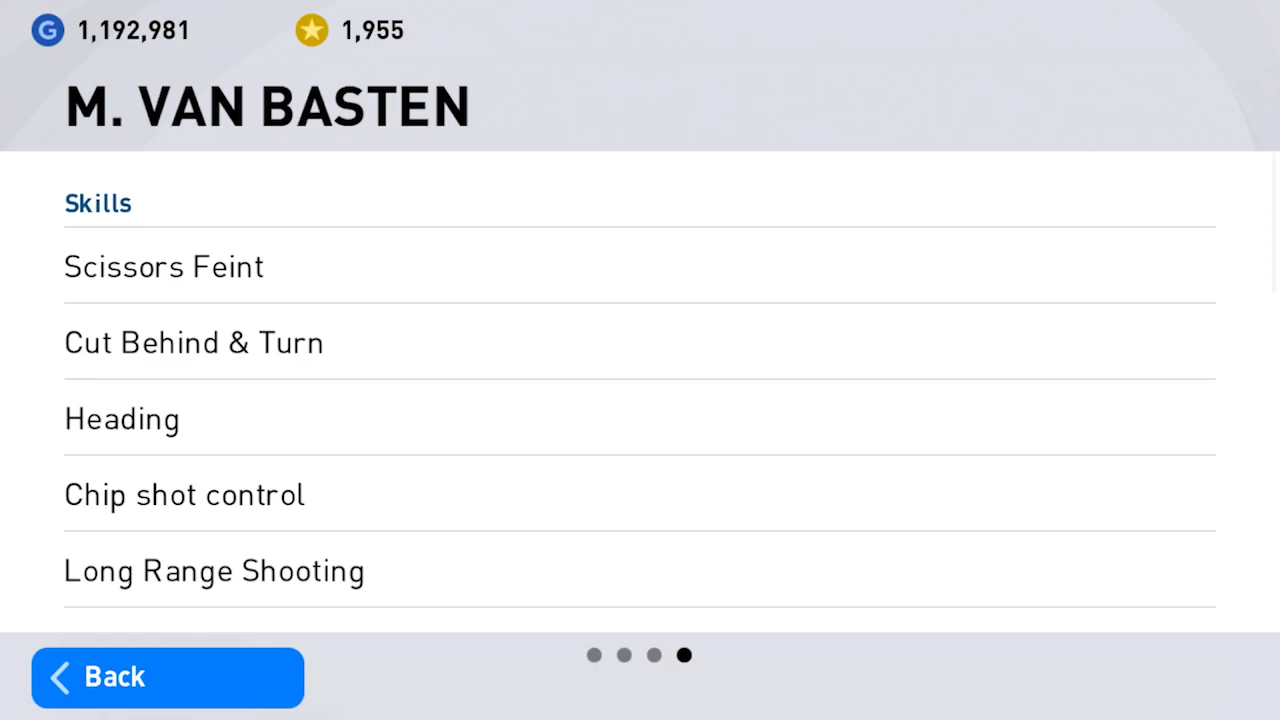 G 1,192,981 1,955
M. VAN BASTEN
Skills
Scissors Feint
Cut Behind & Turn
Heading
Chip shot control
Long Range Shooting
Back